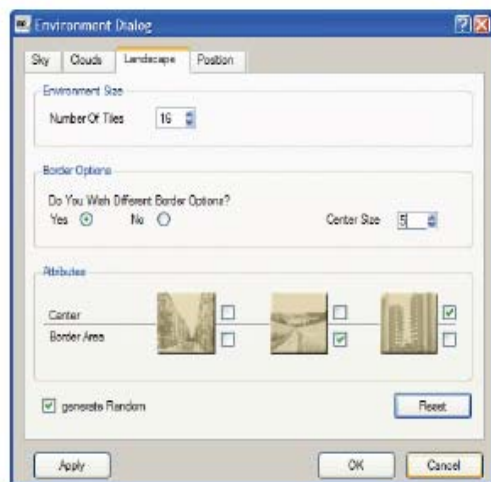 Environment Dialog
Sky Clouds Landscape Position
Environment Size
Number Of Tiles 16
Border Options
Do You Wish Different Border Options?
Yes No Center Size 5
Attributes
Center
Border Area
generate Random Reset
Apply OK Cancel